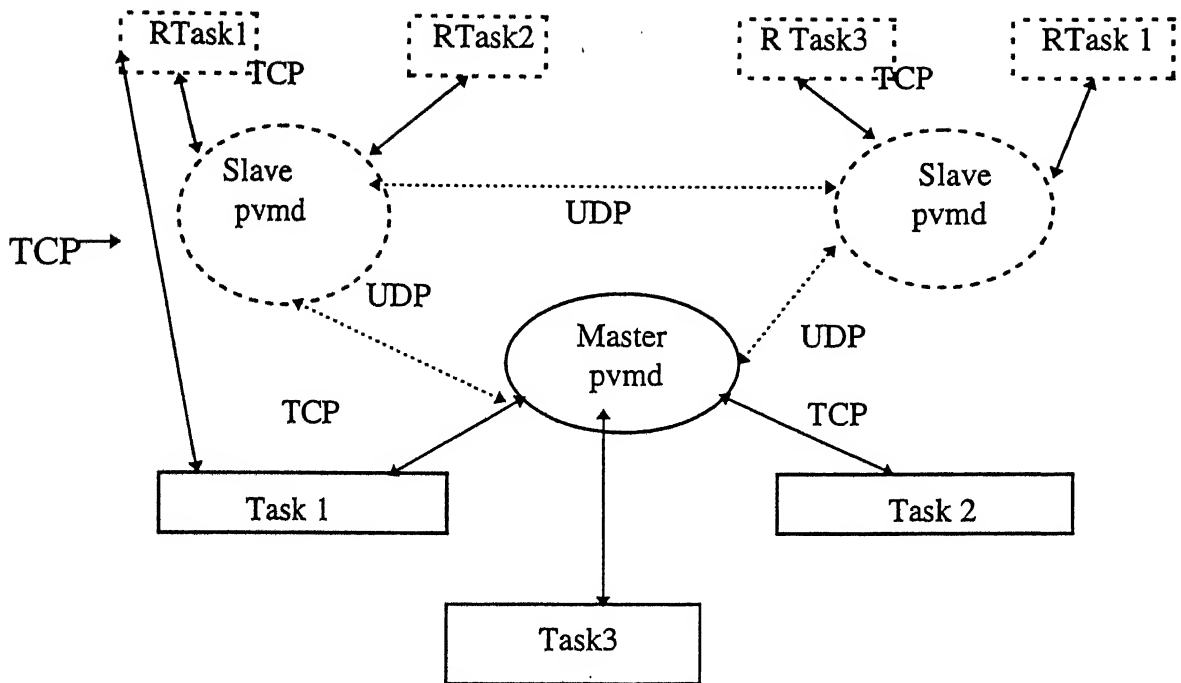 RTask1
RTask2
R Task3
RTask 1
TCP
TCP
Slave
pvmd
Slave
pvmd
UDP
TCP
UDP
Master
pvmd
UDP
TCP
TCP
Task 1
Task 2
Task3